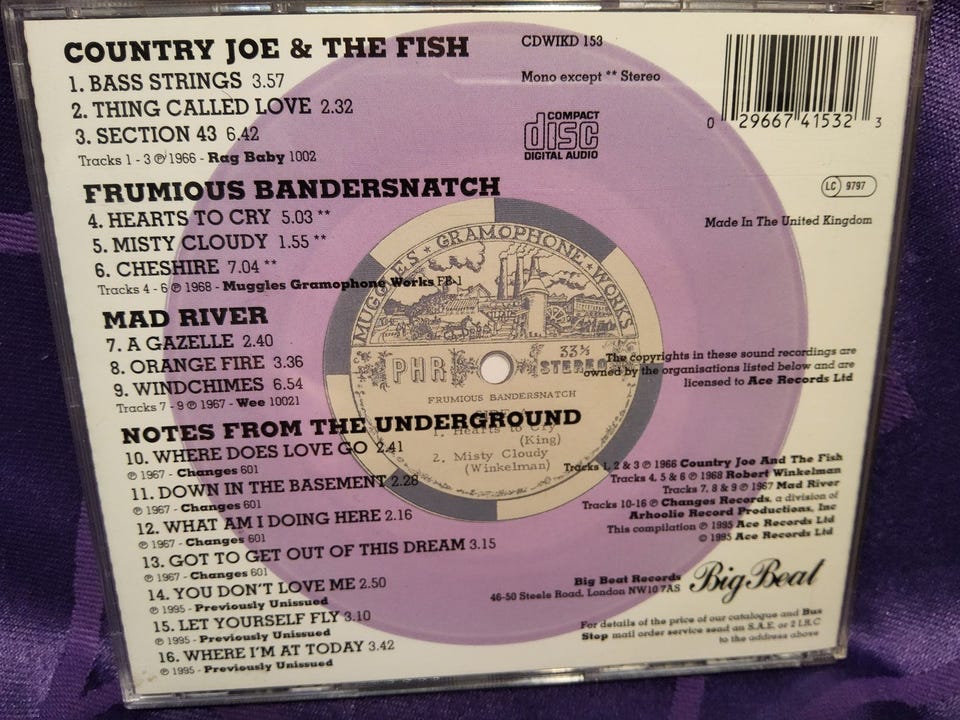 COUNTRY JOE & THE FISH
1. BASS STRINGS 3.57
2. THING CALLED LOVE 2.32
3. SECTION 43 6.42
Tracks 1 - 3 ℗ 1966 - Rag Baby 1002
FRUMIOUS BANDERSNATCH
4. HEARTS TO CRY 5.03 **
5. MISTY CLOUDY 1.55 **
6. CHESHIRE 7.04 **
Tracks 4 - 6 ℗ 1968 - Muggles Gramophone Works FB-1
MAD RIVER
7. A GAZELLE 2.40
8. ORANGE FIRE 3.36
9. WINDCHIMES 6.54
Tracks 7 - 9 ℗ 1967 - Wee 10021
NOTES FROM THE UNDERGROUND
10. WHERE DOES LOVE GO 2.41
℗ 1967 - Changes 601
11. DOWN IN THE BASEMENT 2.28
℗ 1967 - Changes 601
12. WHAT AM I DOING HERE 2.16
℗ 1967 - Changes 601
13. GOT TO GET OUT OF THIS DREAM 3.15
℗ 1967 - Changes 601
14. YOU DON'T LOVE ME 2.50
℗ 1995 - Previously Unissued
15. LET YOURSELF FLY 3.10
℗ 1995 - Previously Unissued
16. WHERE I'M AT TODAY 3.42
℗ 1995 - Previously Unissued
MUGGLES ★ GRAMOPHONE ★ WORKS
PHR
33⅓
STEREO
FRUMIOUS BANDERSNATCH
SIDE A
1. Hearts to Cry
(King)
2. Misty Cloudy
(Winkelman)
CDWIKD 153
Mono except ** Stereo
COMPACT
disc
DIGITAL AUDIO
0 29667 41532 3
LC 9797
Made In The United Kingdom
The copyrights in these sound recordings are
owned by the organisations listed below and are
licensed to Ace Records Ltd
Tracks 1, 2 & 3 ℗ 1966 Country Joe And The Fish
Tracks 4, 5 & 6 ℗ 1968 Robert Winkelman
Tracks 7, 8 & 9 ℗ 1967 Mad River
Tracks 10-16 ℗ Changes Records, a division of
Arhoolie Record Productions, Inc
This compilation ℗ 1995 Ace Records Ltd
© 1995 Ace Records Ltd
Big Beat Records
46-50 Steele Road, London NW10 7AS
Big Beat
For details of the price of our catalogue and Bus
Stop mail order service send an S.A.E. or 2 I.R.C
to the address above